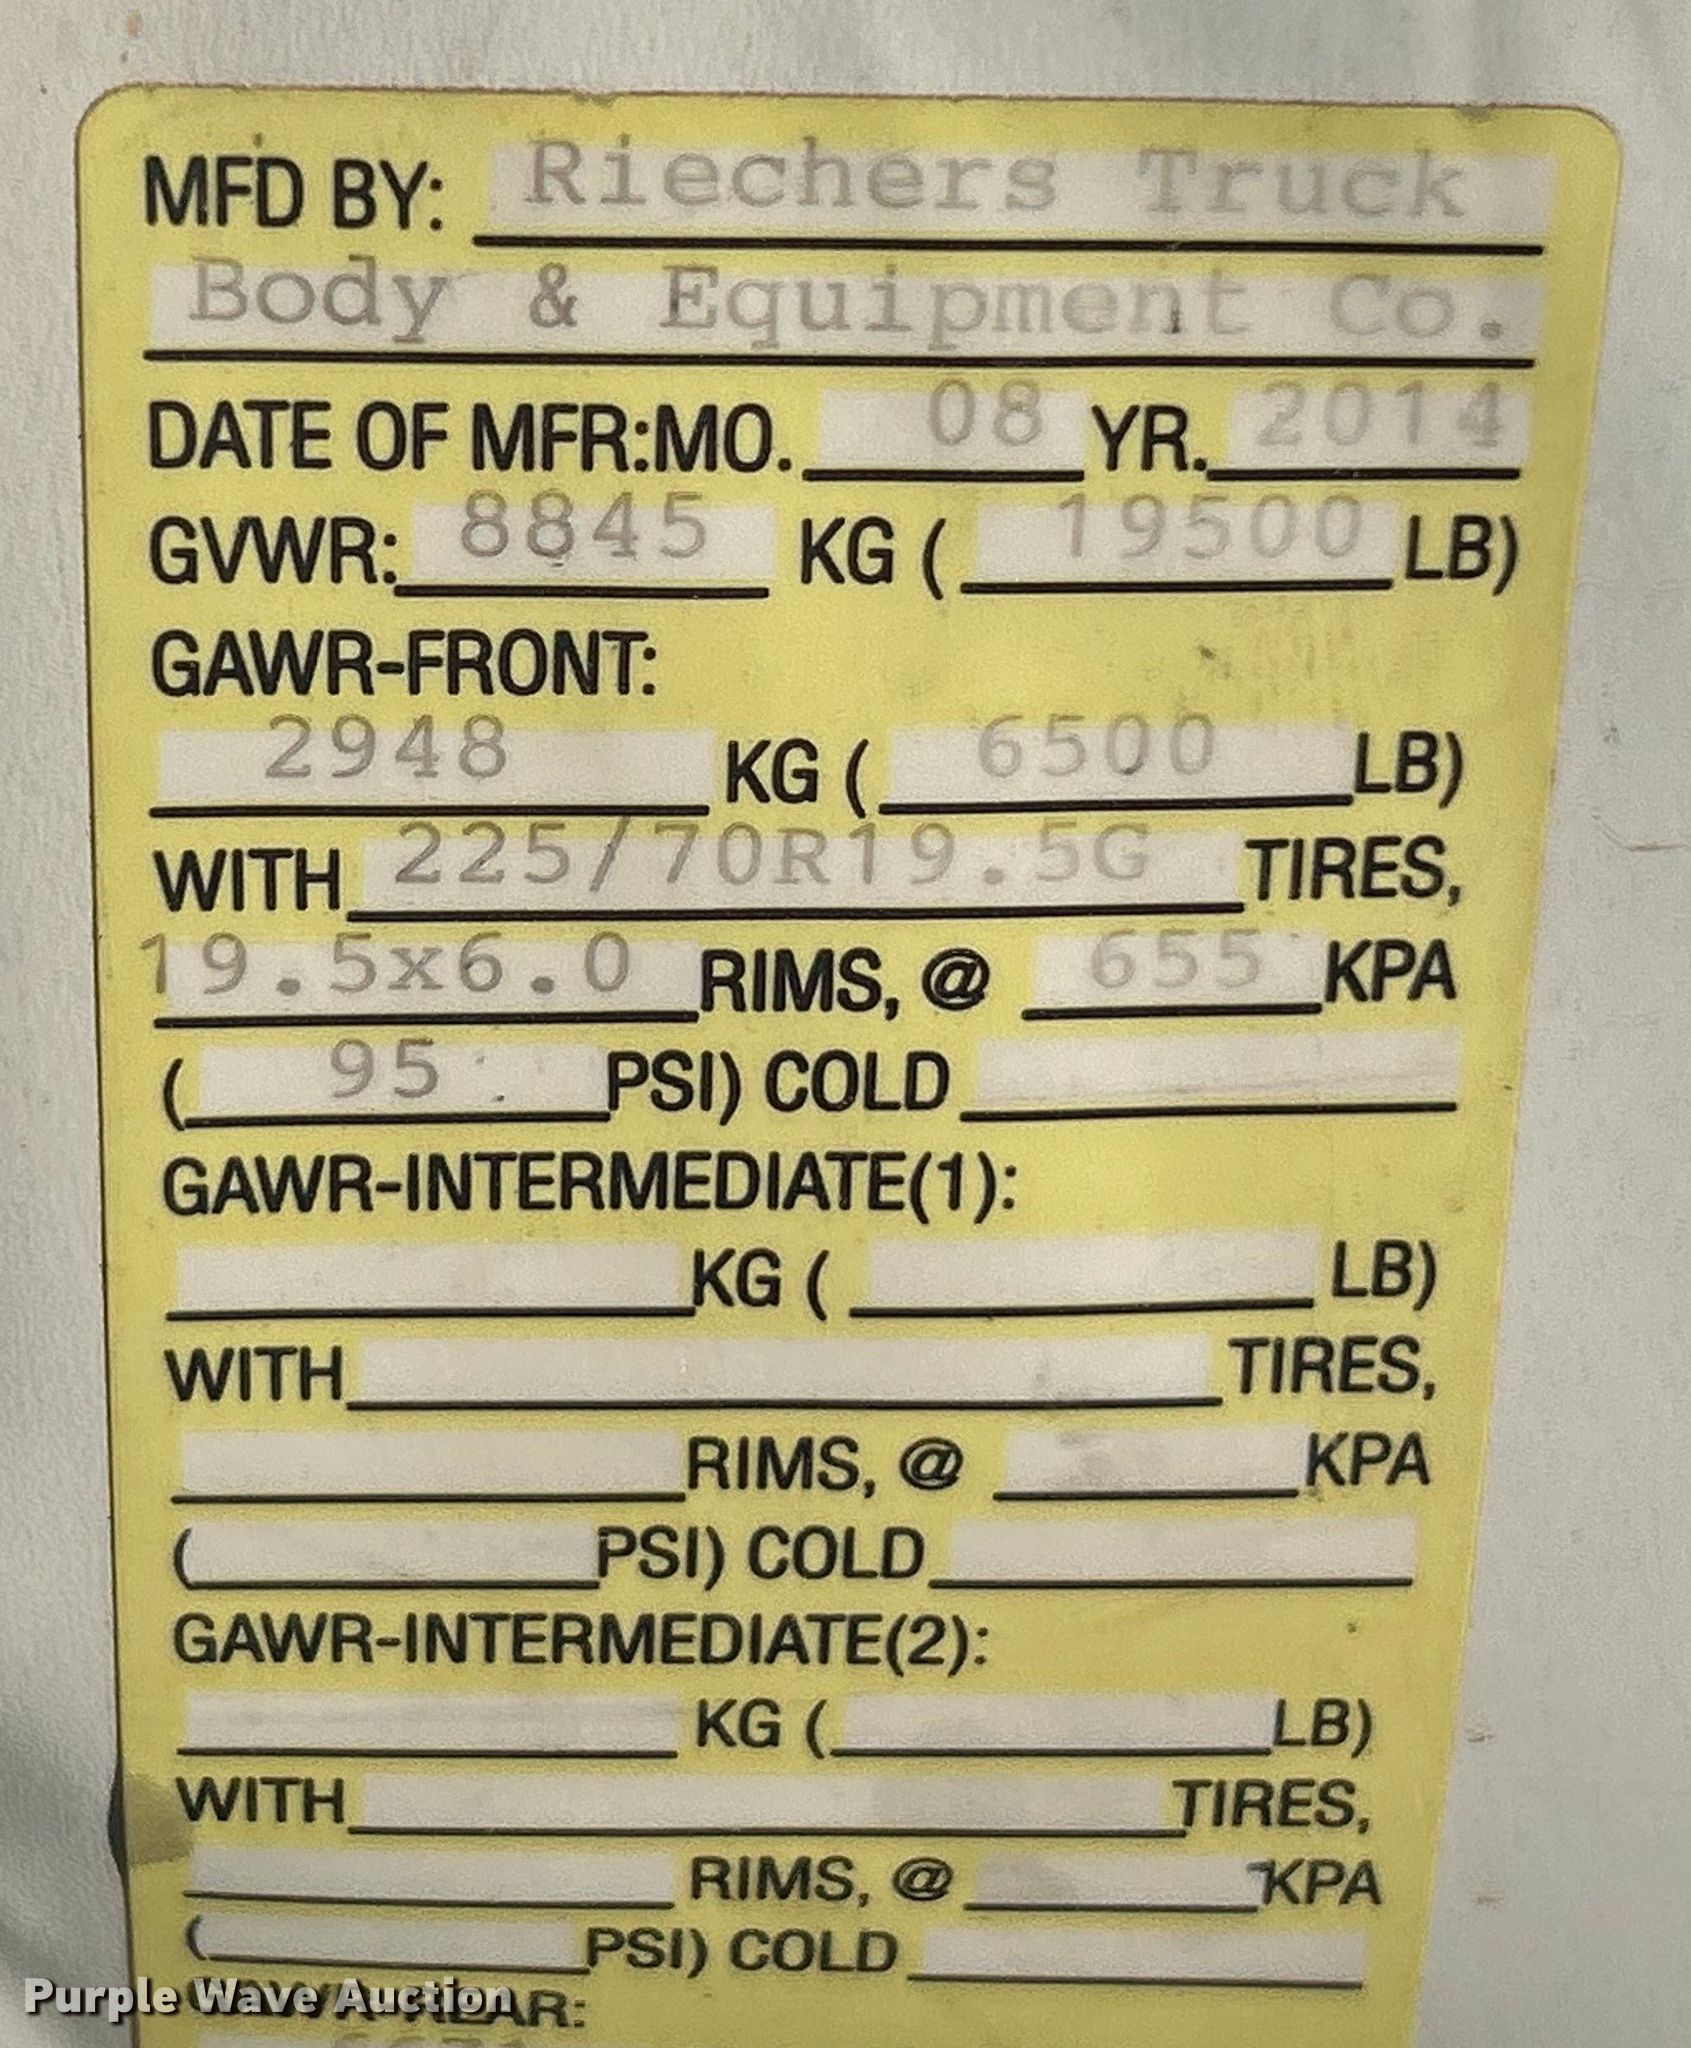 MFD BY: Riechers Truck
Body & Equipment Co.
DATE OF MFR:MO. 08 YR. 2014
GVWR: 8845 KG ( 19500 LB)
GAWR-FRONT:
2948 KG ( 6500 LB)
WITH 225/70R19.5G TIRES,
19.5x6.0 RIMS, @ 655 KPA
( 95 PSI) COLD
GAWR-INTERMEDIATE(1):
KG ( LB)
WITH TIRES,
RIMS, @ KPA
( PSI) COLD
GAWR-INTERMEDIATE(2):
KG ( LB)
WITH TIRES,
RIMS, @ KPA
( PSI) COLD
GAWR-REAR:
Purple Wave Auction